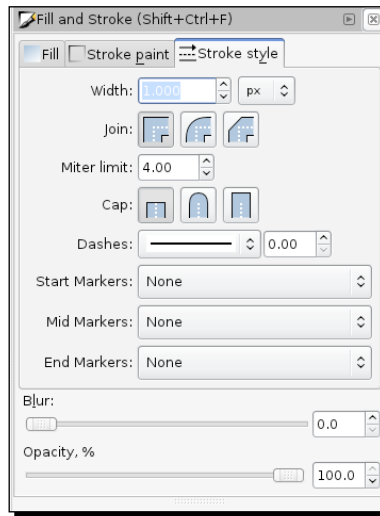 Fill and Stroke (Shift+Ctrl+F)
Fill Stroke paint Stroke style
Width: 1.000 px
Join:
Miter limit: 4.00
Cap:
Dashes: 0.00
Start Markers: None
Mid Markers: None
End Markers: None
Blur:
0.0
Opacity, %
100.0